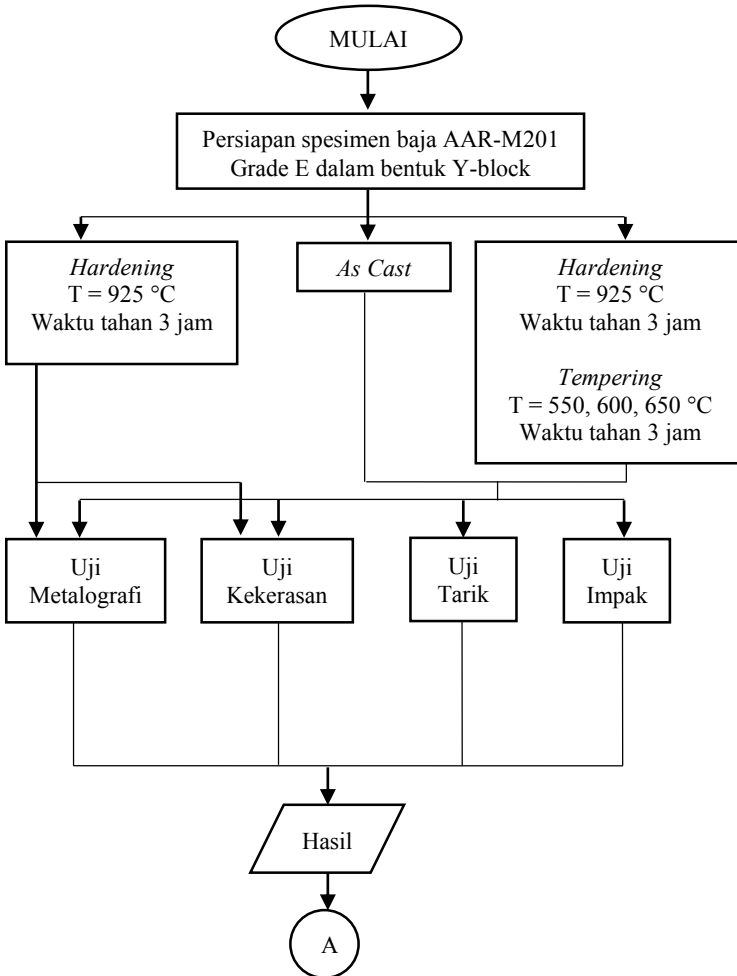 MULAI
Persiapan spesimen baja AAR-M201
Grade E dalam bentuk Y-block
Hardening
T = 925 °C
Waktu tahan 3 jam
As Cast
Hardening
T = 925 °C
Waktu tahan 3 jam
Tempering
T = 550, 600, 650 °C
Waktu tahan 3 jam
Uji
Metalografi
Uji
Kekerasan
Uji
Tarik
Uji
Impak
Hasil
A